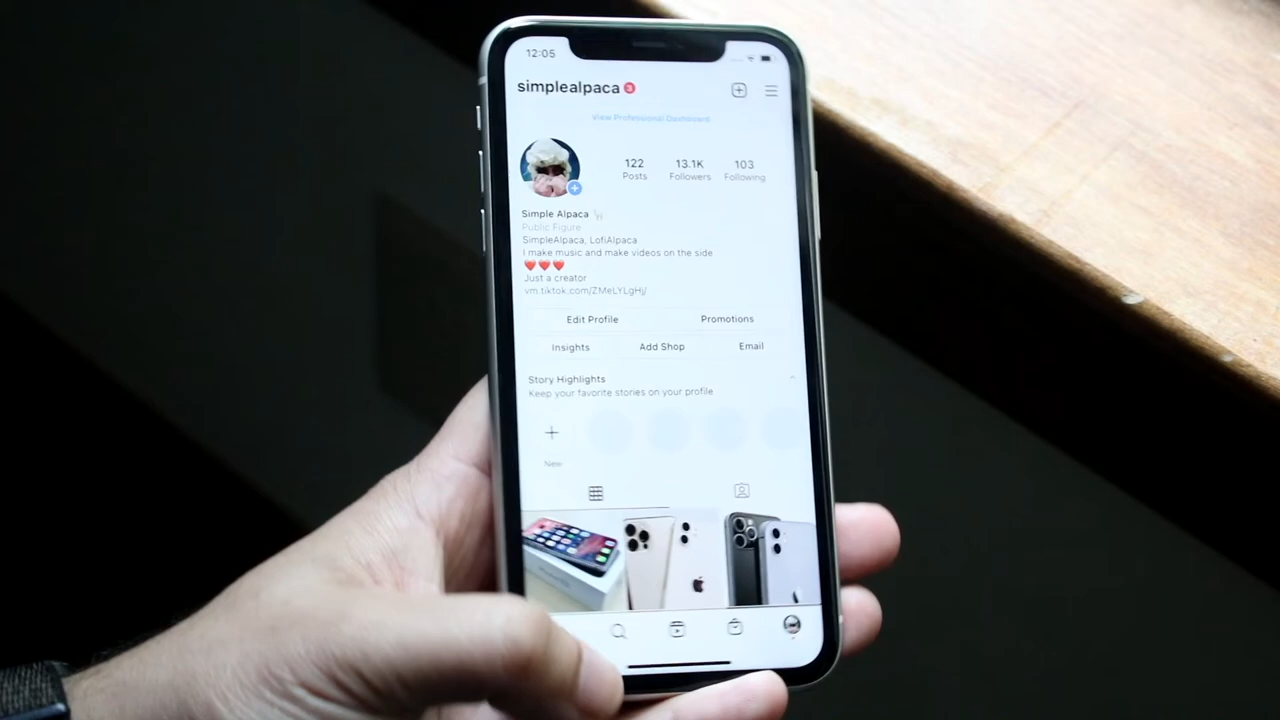 12:05
simplealpaca 3
View Professional Dashboard
122 13.1K 103
Posts Followers Following
Simple Alpaca
Public Figure
SimpleAlpaca, LofiAlpaca
I make music and make videos on the side
❤️❤️❤️
Just a creator
vm.tiktok.com/ZMeLYLgHj/
Edit Profile Promotions
Insights Add Shop Email
Story Highlights
Keep your favorite stories on your profile
New